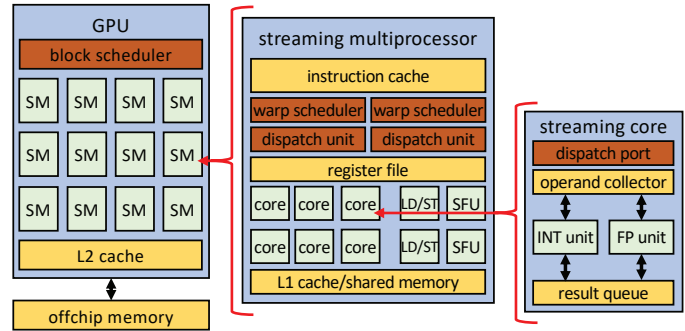 GPU
block scheduler
SM SM SM SM
SM SM SM SM
SM SM SM SM
L2 cache
offchip memory
streaming multiprocessor
instruction cache
warp scheduler warp scheduler
dispatch unit dispatch unit
register file
core core core LD/ST SFU
core core core LD/ST SFU
L1 cache/shared memory
streaming core
dispatch port
operand collector
INT unit FP unit
result queue